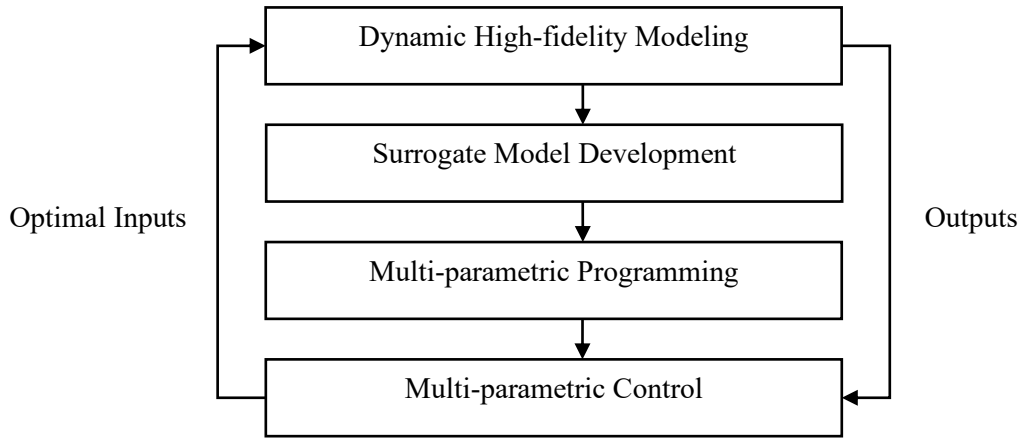 Dynamic High-fidelity Modeling
Surrogate Model Development
Optimal Inputs
Outputs
Multi-parametric Programming
Multi-parametric Control